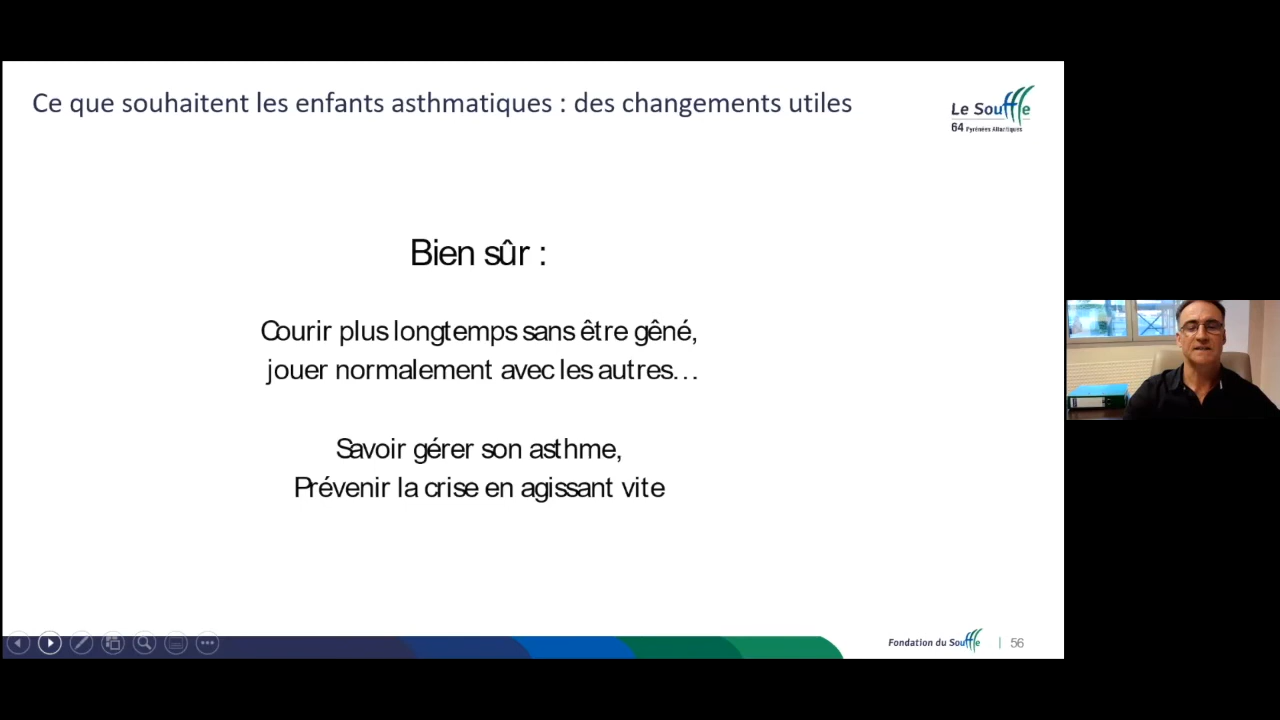 Ce que souhaitent les enfants asthmatiques : des changements utiles
Le Souffle
64 Pyrénées Atlantiques
Bien sûr :
Courir plus longtemps sans être gêné,
jouer normalement avec les autres…
Savoir gérer son asthme,
Prévenir la crise en agissant vite
Fondation du Souffle
56